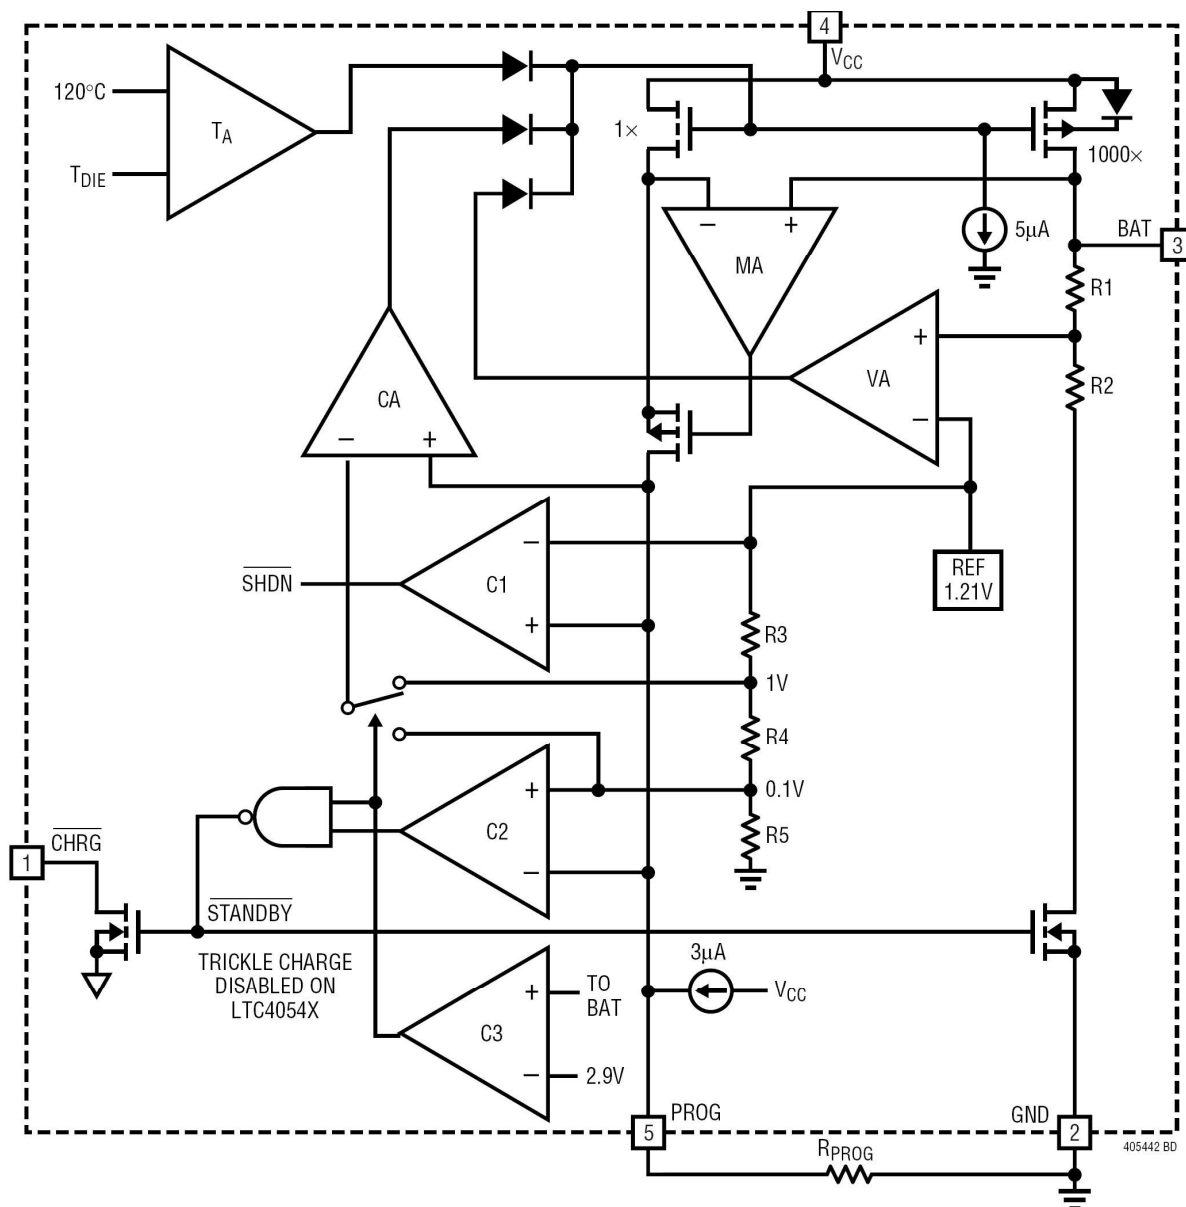 4
VCC
120°C
TA
TDIE
1×
1000×
5µA
BAT
3
− +
MA
R1
+
VA
−
R2
CA
− +
−
SHDN
C1
+
REF
1.21V
R3
1V
R4
0.1V
+
C2
−
R5
CHRG
1
STANDBY
TRICKLE CHARGE
DISABLED ON
LTC4054X
3µA
VCC
+
TO
BAT
C3
−
2.9V
PROG
5
GND
2
RPROG
405442 BD